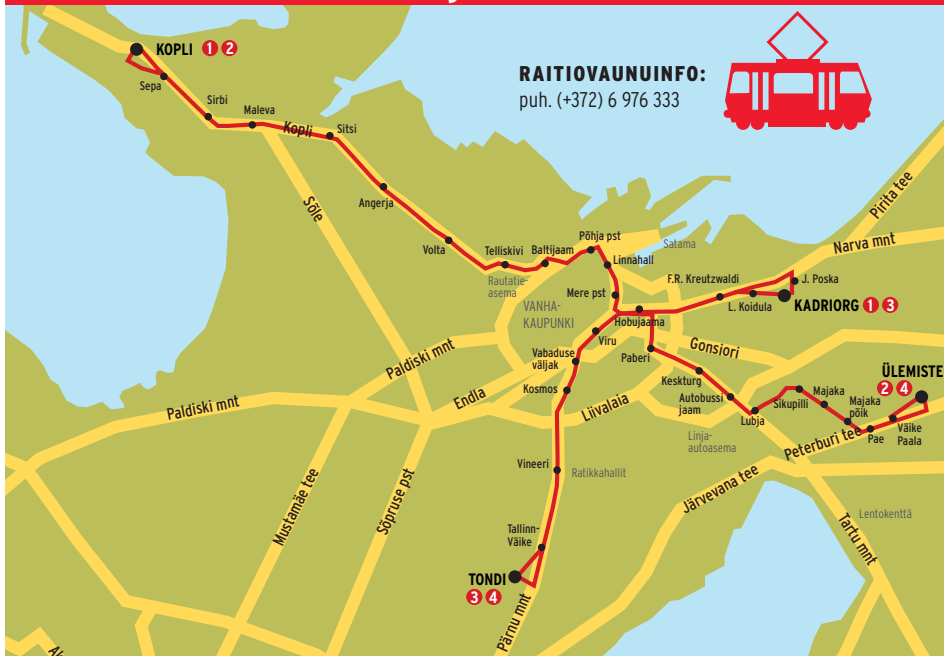 KOPLI 1 2
RAITIOVAUNUINFO:
puh. (+372) 6 976 333
Sepa
Sirbi
Maleva
Kopli
Sitsi
Angerja
Sõle
Volta
Telliskivi
Baltijaam
Põhja pst
Linnahall
Satama
Pirita tee
Narva mnt
Rautatie-
asema
VANHA-
KAUPUNKI
Mere pst
F.R. Kreutzwaldi
J. Poska
L. Koidula
KADRIORG 1 3
Hobujaama
Viru
Gonsiori
Paberi
Vabaduse
väljak
Paldiski mnt
Endla
Kosmos
Keskturg
Autobussi
jaam
Lubja
Sikupilli
Majaka
Majaka
põik
Pae
Väike
Paala
ÜLEMISTE
2 4
Paldiski mnt
Liivalaia
Linja-
autoasema
Peterburi tee
Vineeri
Ratikkahallit
Järvevana tee
Mustamäe tee
Sõpruse pst
Tallinn-
Väike
Lentokenttä
Tartu mnt
TONDI
3 4
Pärnu mnt